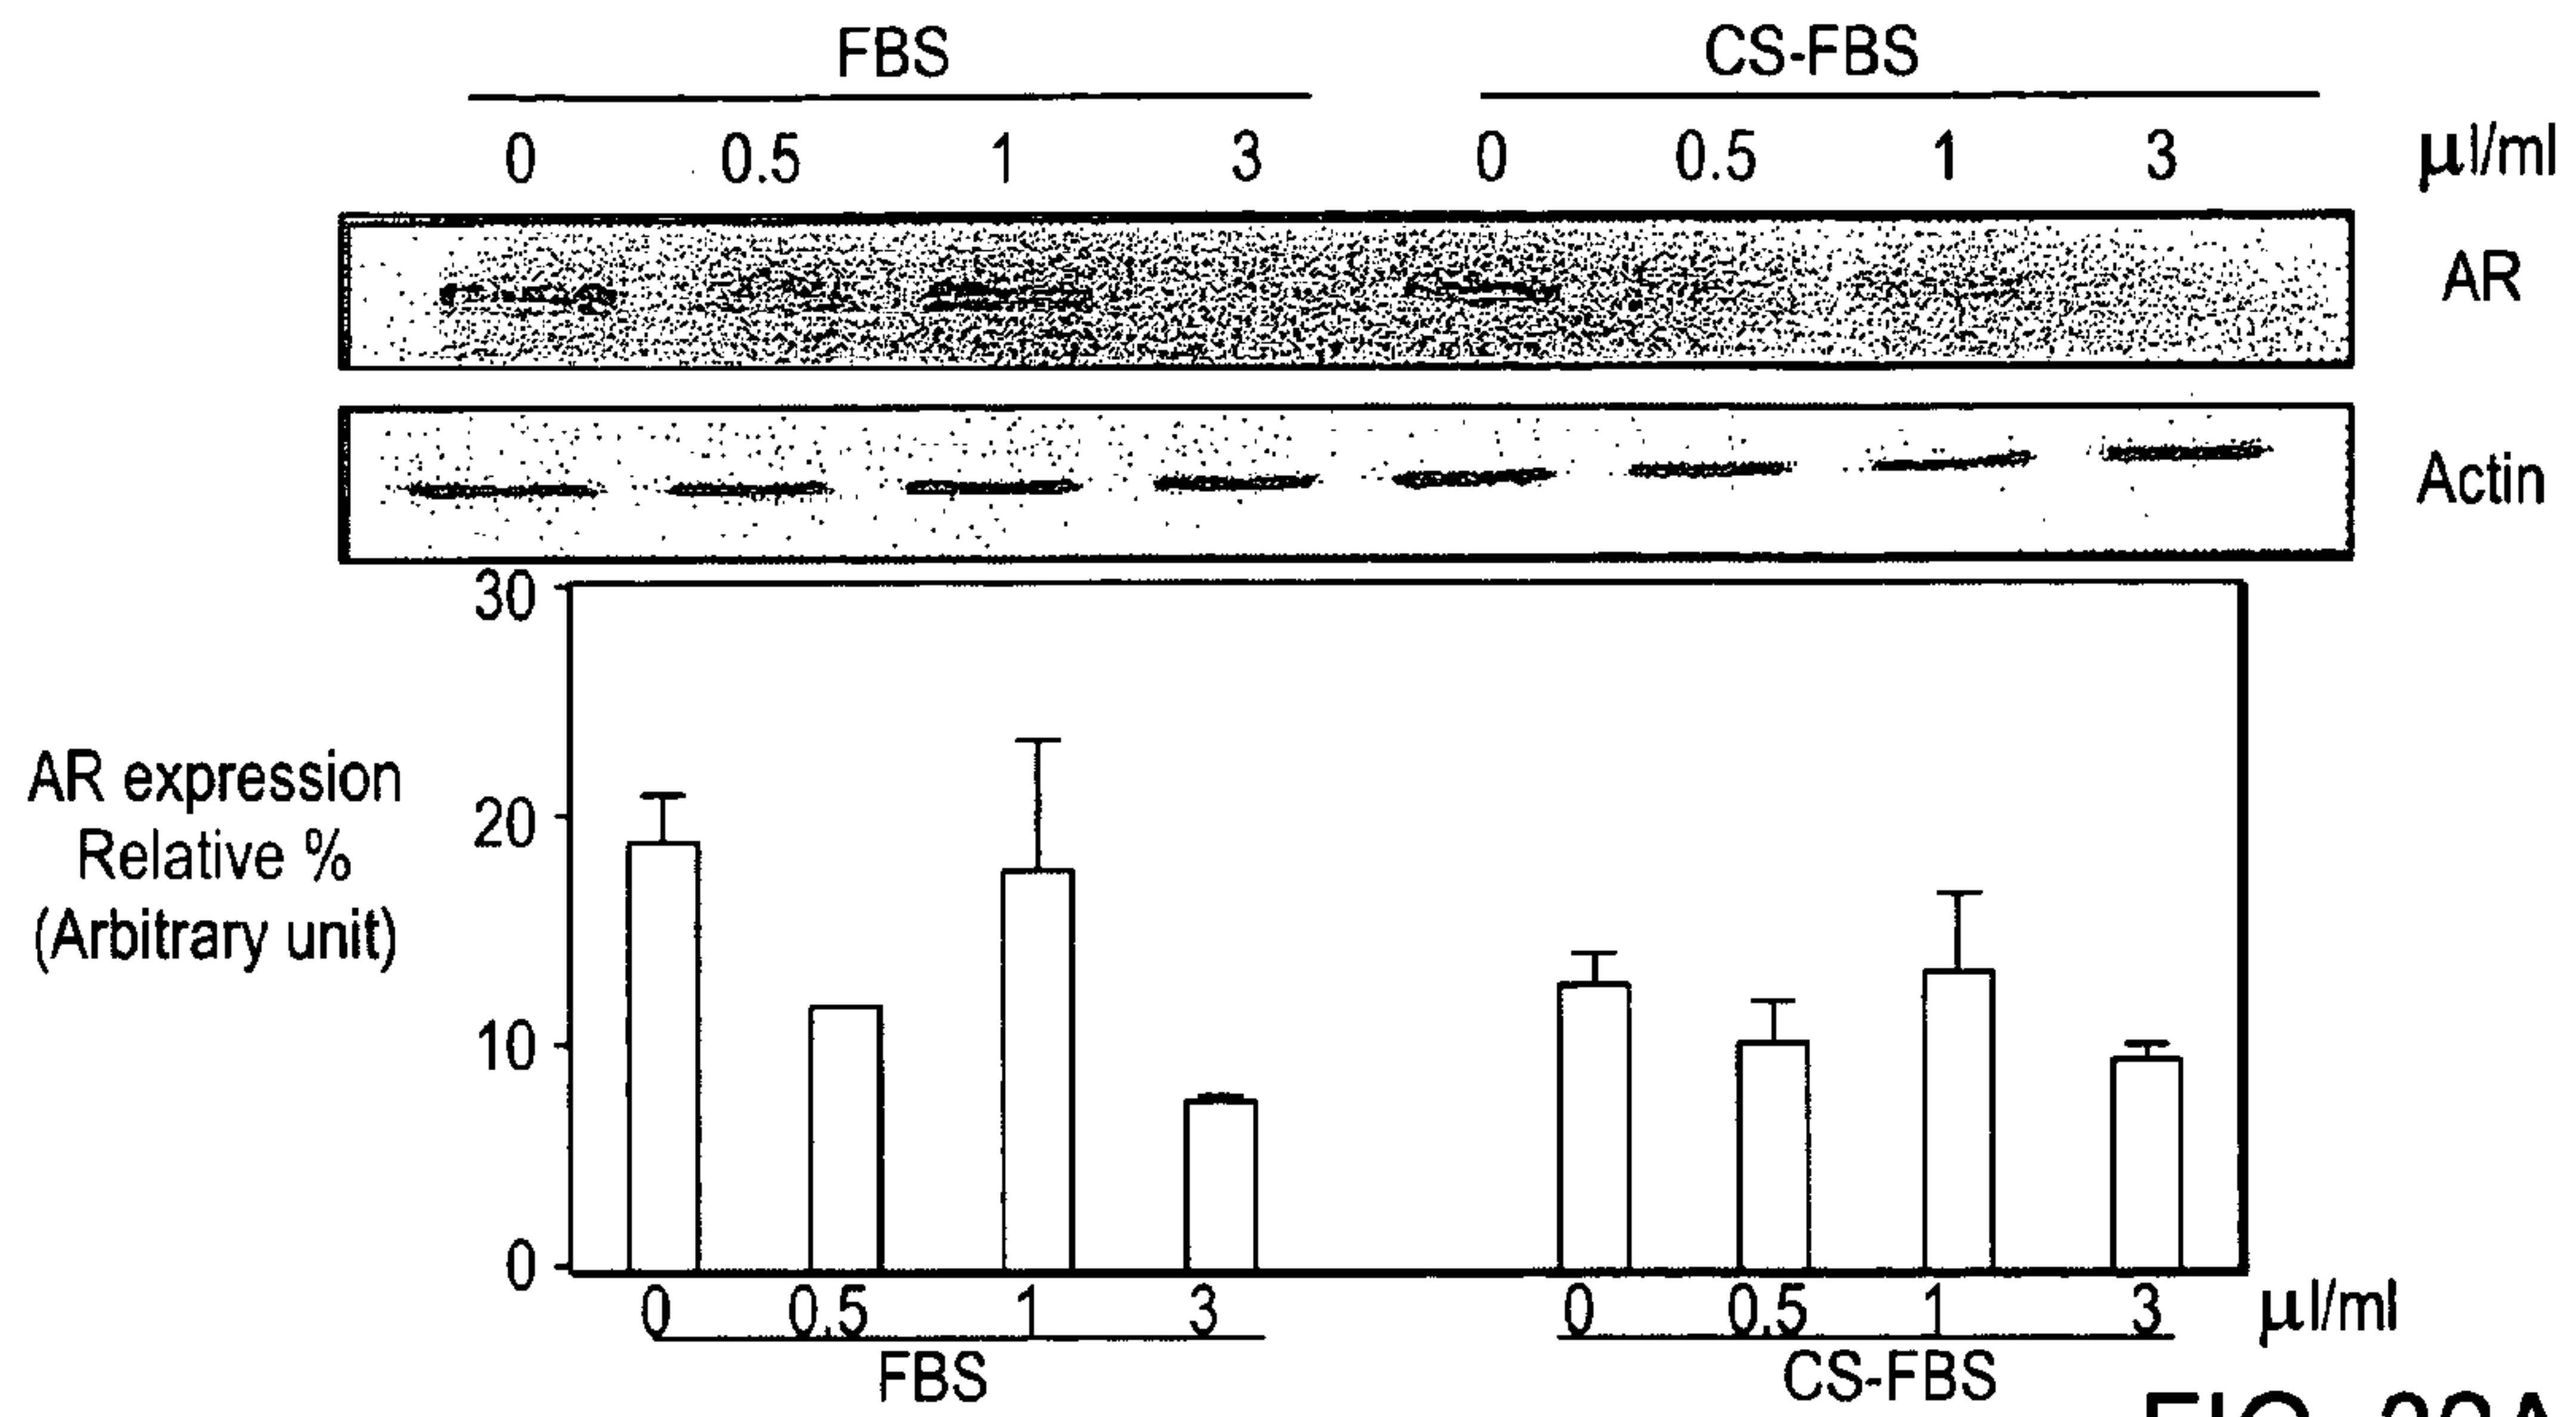 FBS CS-FBS
0 0.5 1 3 0 0.5 1 3 µl/ml
AR
Actin
30
20
10
0
AR expression
Relative %
(Arbitrary unit)
0 0.5 1 3 0 0.5 1 3 µl/ml
FBS CS-FBS